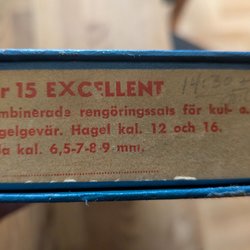 r 15 EXCELLENT
mbinerade rengöringssats för kul- o.
gelgevär. Hagel kal. 12 och 16.
la kal. 6,5-7-8-9 mm.